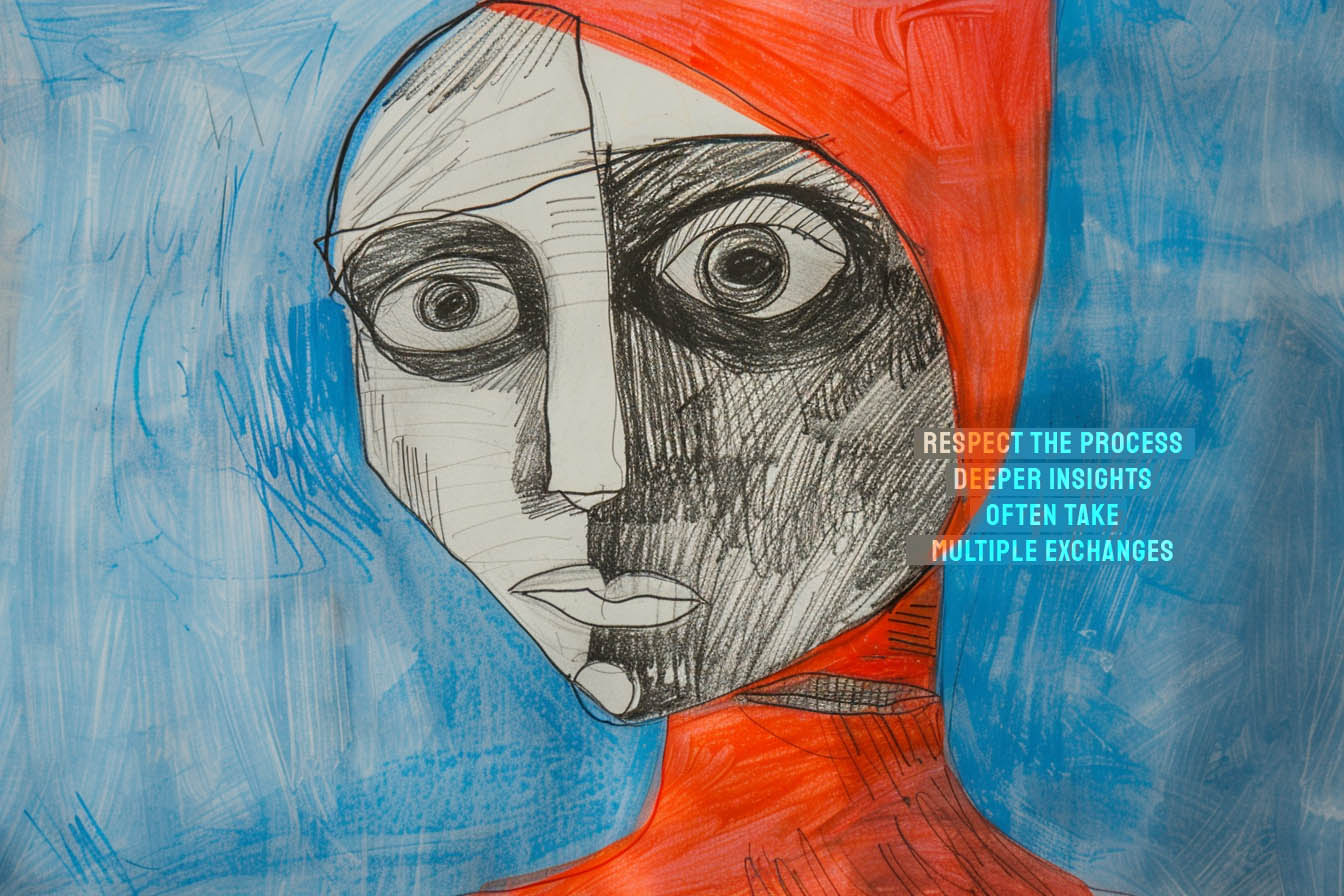 RESPECT THE PROCESS
DEEPER INSIGHTS
OFTEN TAKE
MULTIPLE EXCHANGES